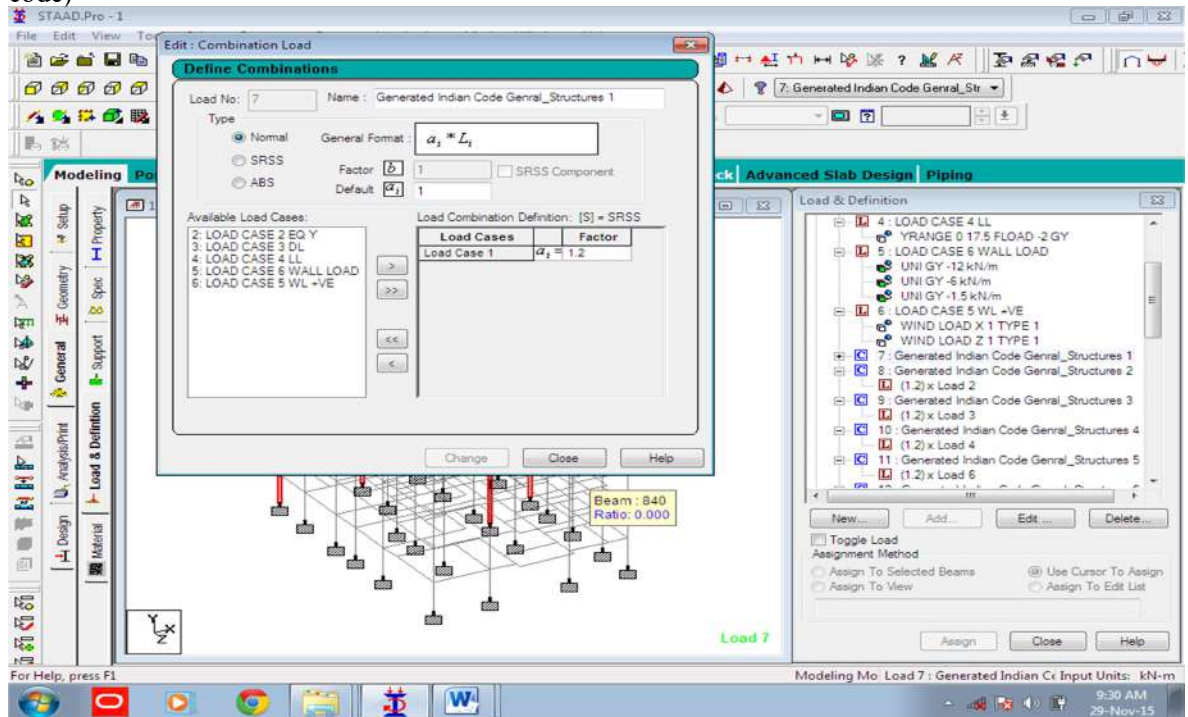 code)
STAAD.Pro - 1
File Edit View
Edit : Combination Load
Define Combinations
Load No: 7 Name : Generated Indian Code Genral_Structures 1
Type
Normal General Format : aᵢ * Lᵢ
SRSS
Factor b 1 SRSS Component
ABS
Default aᵢ 1
Available Load Cases: Load Combination Definition: [S] = SRSS
2: LOAD CASE 2 EQ Y
3: LOAD CASE 3 DL
4: LOAD CASE 4 LL
5: LOAD CASE 6 WALL LOAD
6: LOAD CASE 5 WL +VE
>
>>
<<
<
Load Cases Factor
Load Case 1 aᵢ = 1.2
Change Close Help
7: Generated Indian Code Genral_Str
Modeling
Advanced Slab Design Piping
Setup
Property
Geometry
Spec
General
Support
Load & Definition
Analysis/Print
Design
Material
Load & Definition
4 : LOAD CASE 4 LL
YRANGE 0 17.5 FLOAD -2 GY
5 : LOAD CASE 6 WALL LOAD
UNI GY -12 kN/m
UNI GY -6 kN/m
UNI GY -1.5 kN/m
6 : LOAD CASE 5 WL +VE
WIND LOAD X 1 TYPE 1
WIND LOAD Z 1 TYPE 1
7 : Generated Indian Code Genral_Structures 1
8 : Generated Indian Code Genral_Structures 2
(1.2) x Load 2
9 : Generated Indian Code Genral_Structures 3
(1.2) x Load 3
10 : Generated Indian Code Genral_Structures 4
(1.2) x Load 4
11 : Generated Indian Code Genral_Structures 5
(1.2) x Load 6
New... Add... Edit ... Delete...
Toggle Load
Assignment Method
Assign To Selected Beams Use Cursor To Assign
Assign To View Assign To Edit List
Assign Close Help
Beam : 840
Ratio: 0.000
Y
X
Z
Load 7
For Help, press F1
Modeling Mo Load 7 : Generated Indian Co Input Units: kN-m
9:30 AM
29-Nov-15